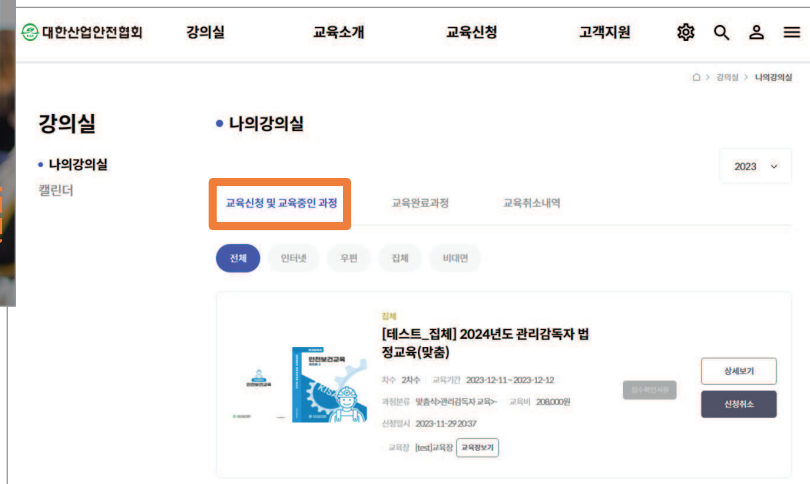 대한산업안전협회 강의실 교육소개 교육신청 고객지원
> 강의실 > 나의강의실
강의실
• 나의강의실
캘린더
• 나의강의실
2023
교육신청 및 교육중인 과정 교육완료과정 교육취소내역
전체 인터넷 우편 집체 비대면
안전보건교육
집체
[테스트_집체] 2024년도 관리감독자 법
정교육(맞춤)
차수 2차수 교육기간 2023-12-11~2023-12-12
과정분류 맞춤식>관리감독자 교육>- 교육비 208,000원
신청일시 2023-11-29 20:37
교육장 [test]교육장 교육장보기
상세보기
신청취소